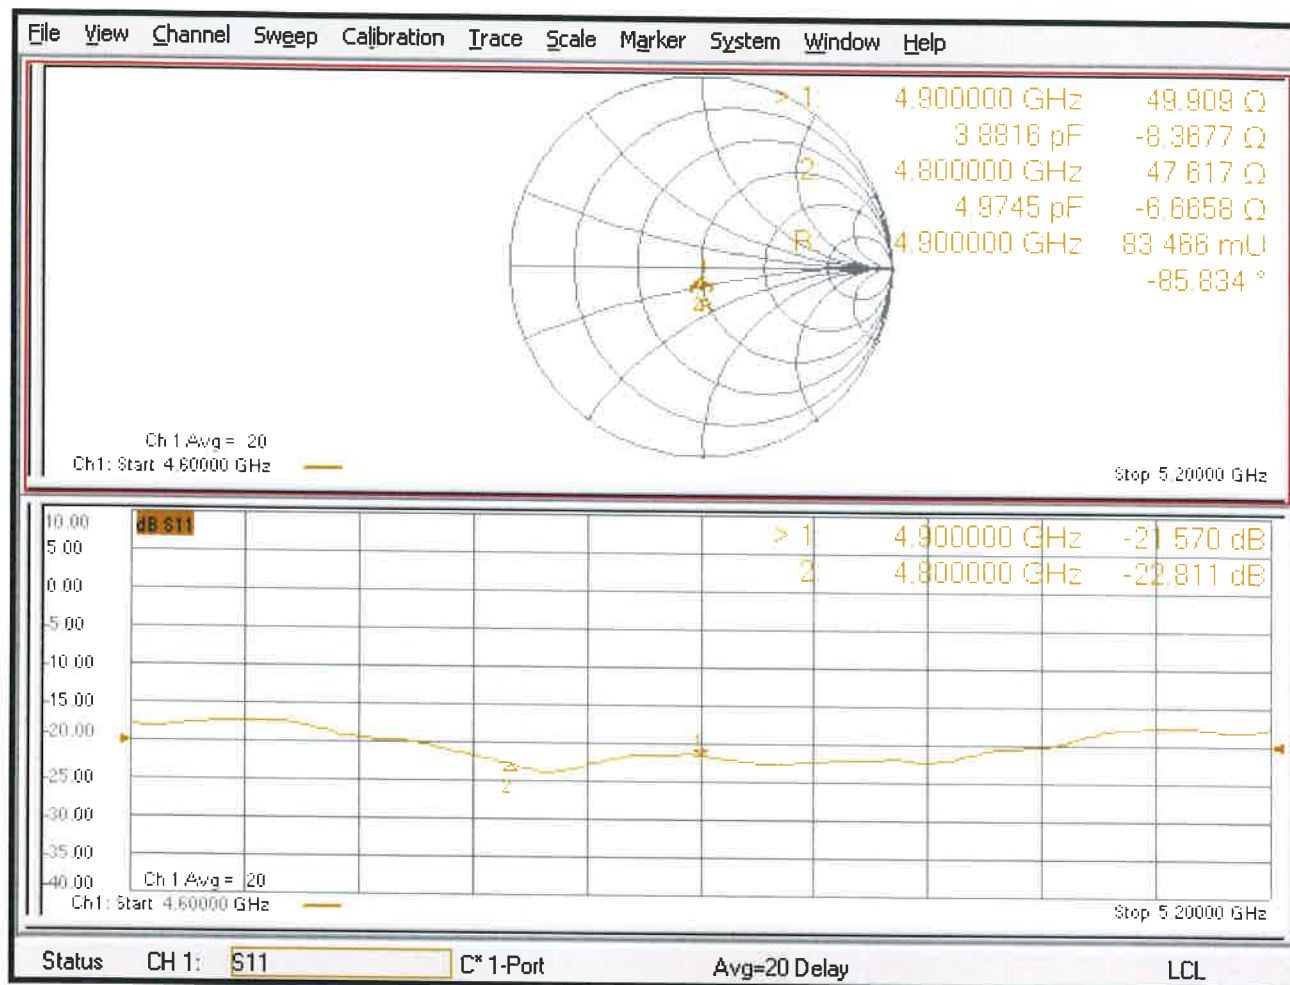 File View Channel Sweep Calibration Trace Scale Marker System Window Help
> 1: 4.900000 GHz 49.909 Ω
3.8816 pF -8.3677 Ω
2: 4.800000 GHz 47.617 Ω
4.9745 pF -6.6658 Ω
R: 4.900000 GHz 83.466 mU
-85.834 °
1
2R
Ch 1 Avg = 20
Ch1: Start 4.60000 GHz
Stop 5.20000 GHz
10.00
dB S11
> 1: 4.900000 GHz -21.570 dB
5.00
2: 4.800000 GHz -22.811 dB
0.00
-5.00
-10.00
-15.00
-20.00
1
-25.00
2
-30.00
-35.00
-40.00
Ch 1 Avg = 20
Ch1: Start 4.60000 GHz
Stop 5.20000 GHz
Status CH 1: S11 C* 1-Port Avg=20 Delay LCL